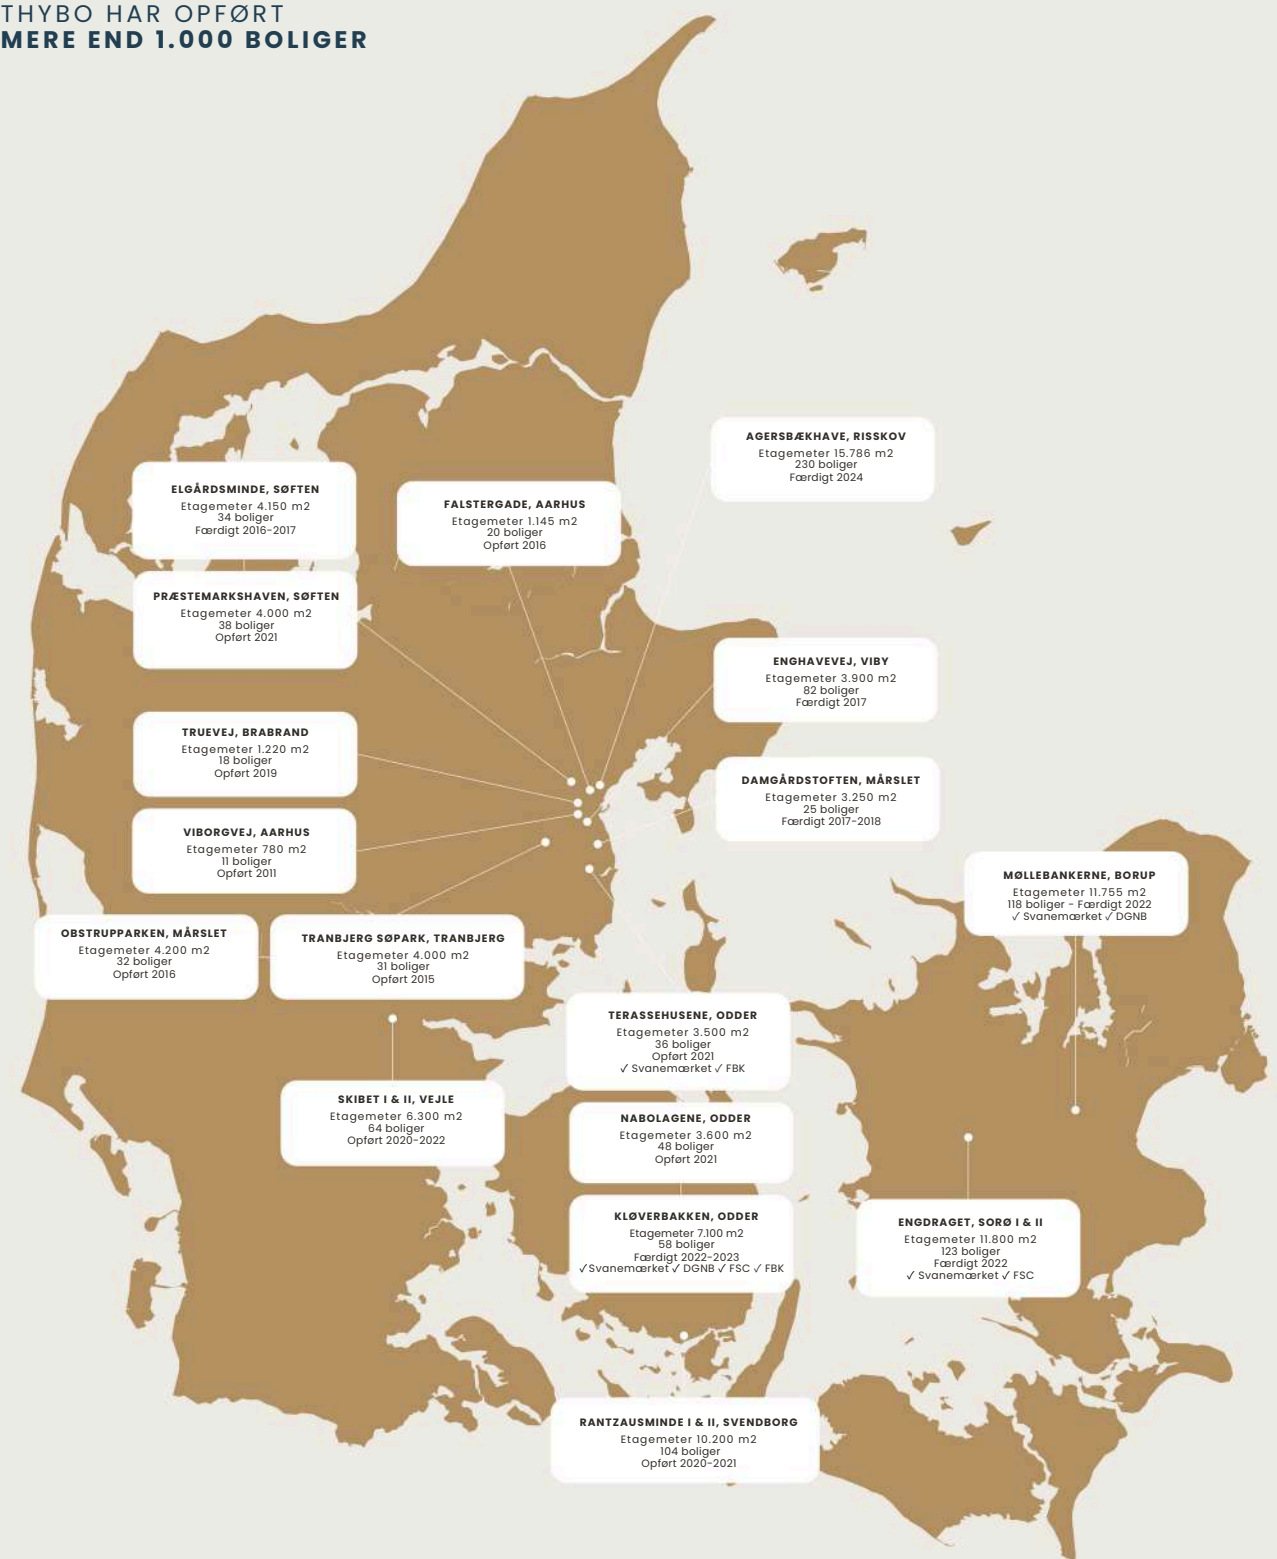 THYBO HAR OPFØRT
MERE END 1.000 BOLIGER
AGERSBÆKHAVE, RISSKOV
Etagemeter 15.786 m2
230 boliger
Færdigt 2024
ELGÅRDSMINDE, SØFTEN
Etagemeter 4.150 m2
34 boliger
Færdigt 2016-2017
FALSTERGADE, AARHUS
Etagemeter 1.145 m2
20 boliger
Opført 2016
PRÆSTEMARKSHAVEN, SØFTEN
Etagemeter 4.000 m2
38 boliger
Opført 2021
ENGHAVEVEJ, VIBY
Etagemeter 3.900 m2
82 boliger
Færdigt 2017
TRUEVEJ, BRABRAND
Etagemeter 1.220 m2
18 boliger
Opført 2019
DAMGÅRDSTOFTEN, MÅRSLET
Etagemeter 3.250 m2
25 boliger
Færdigt 2017-2018
VIBORGVEJ, AARHUS
Etagemeter 780 m2
11 boliger
Opført 2011
MØLLEBANKERNE, BORUP
Etagemeter 11.755 m2
118 boliger - Færdigt 2022
✓ Svanemærket ✓ DGNB
OBSTRUPPARKEN, MÅRSLET
Etagemeter 4.200 m2
32 boliger
Opført 2016
TRANBJERG SØPARK, TRANBJERG
Etagemeter 4.000 m2
31 boliger
Opført 2015
TERASSEHUSENE, ODDER
Etagemeter 3.500 m2
36 boliger
Opført 2021
✓ Svanemærket ✓ FBK
SKIBET I & II, VEJLE
Etagemeter 6.300 m2
64 boliger
Opført 2020-2022
NABOLAGENE, ODDER
Etagemeter 3.600 m2
48 boliger
Opført 2021
KLØVERBAKKEN, ODDER
Etagemeter 7.100 m2
58 boliger
Færdigt 2022-2023
✓Svanemærket ✓ DGNB ✓ FSC ✓ FBK
ENGDRAGET, SORØ I & II
Etagemeter 11.800 m2
123 boliger
Færdigt 2022
✓ Svanemærket ✓ FSC
RANTZAUSMINDE I & II, SVENDBORG
Etagemeter 10.200 m2
104 boliger
Opført 2020-2021